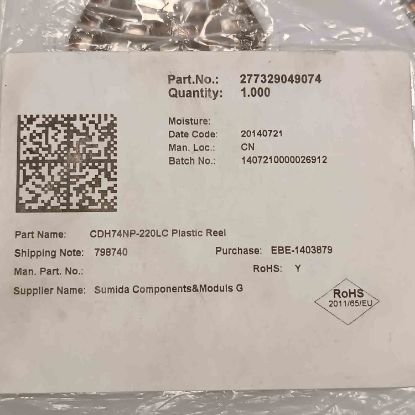 Part.No.: 277329049074
Quantity: 1.000
Moisture:
Date Code: 20140721
Man. Loc.: CN
Batch No.: 1407210000026912
Part Name: CDH74NP-220LC Plastic Reel
Shipping Note: 798740 Purchase: EBE-1403879
Man. Part No.: RoHS: Y
Supplier Name: Sumida Components&Moduls G
RoHS
2011/65/EU